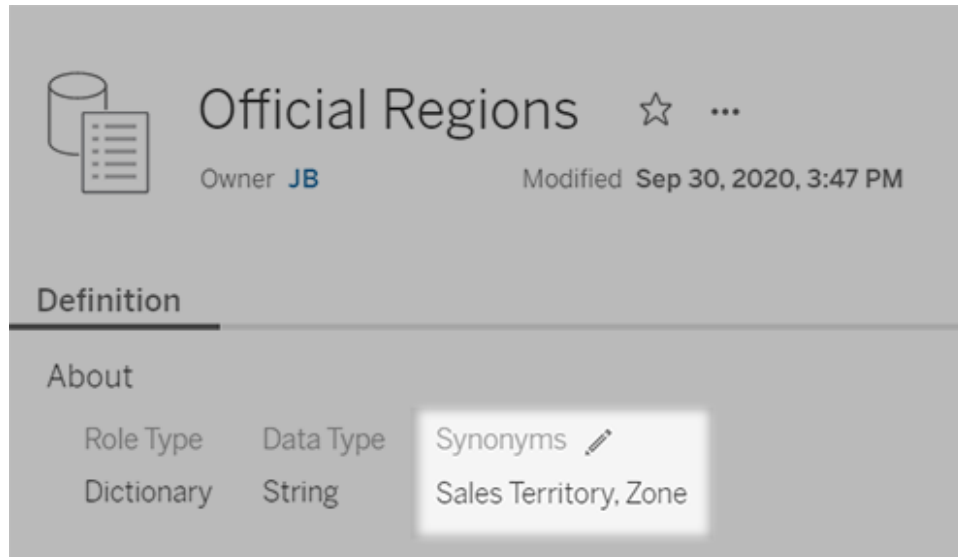 Official Regions
Owner JB Modified Sep 30, 2020, 3:47 PM
Definition
About
Role Type Data Type Synonyms
Dictionary String Sales Territory, Zone